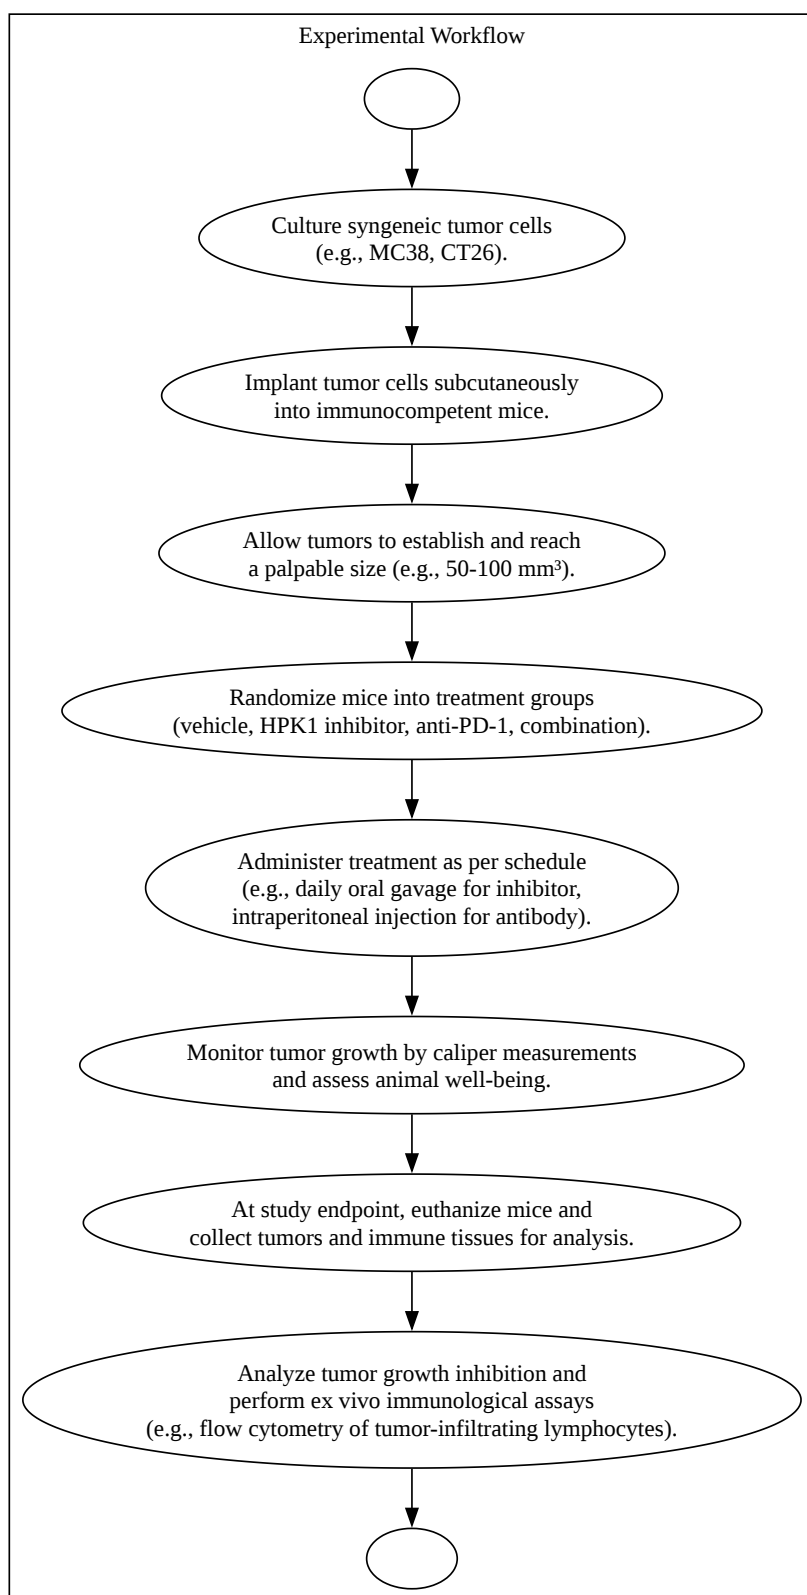 Experimental Workflow
Culture syngeneic tumor cells
(e.g., MC38, CT26).
Implant tumor cells subcutaneously
into immunocompetent mice.
Allow tumors to establish and reach
a palpable size (e.g., 50-100 mm³).
Randomize mice into treatment groups
(vehicle, HPK1 inhibitor, anti-PD-1, combination).
Administer treatment as per schedule
(e.g., daily oral gavage for inhibitor,
intraperitoneal injection for antibody).
Monitor tumor growth by caliper measurements
and assess animal well-being.
At study endpoint, euthanize mice and
collect tumors and immune tissues for analysis.
Analyze tumor growth inhibition and
perform ex vivo immunological assays
(e.g., flow cytometry of tumor-infiltrating lymphocytes).